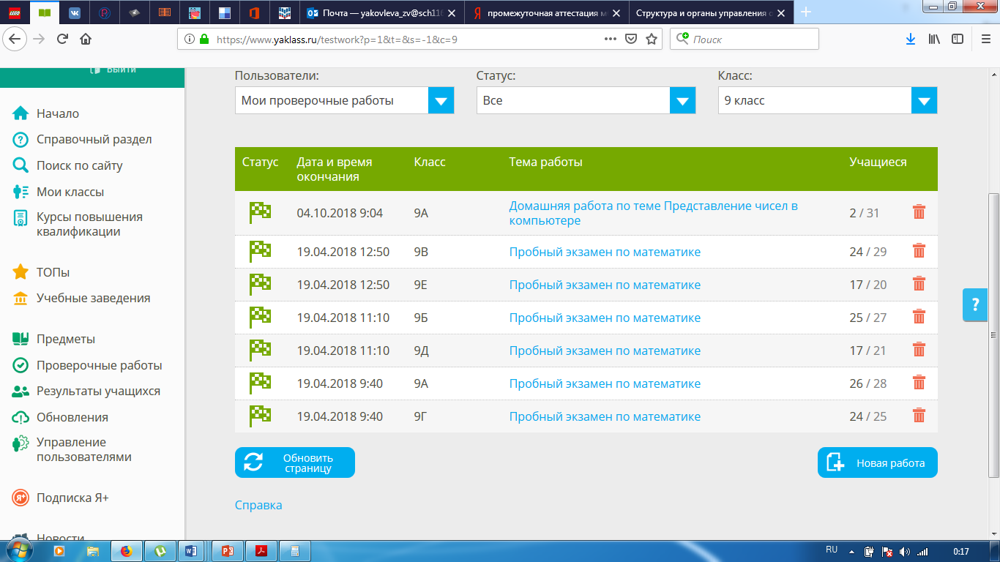 LEGO
Почта — yakovleva_zv@sch116
промежуточная аттестация м
Структура и органы управления о
https://www.yaklass.ru/testwork?p=1&t=&s=-1&c=9
Поиск
Выйти
Начало
Справочный раздел
Поиск по сайту
Мои классы
Курсы повышения
квалификации
ТОПы
Учебные заведения
Предметы
Проверочные работы
Результаты учащихся
Обновления
Управление
пользователями
Я+ Подписка Я+
Новости
Пользователи: Статус: Класс:
Мои проверочные работы Все 9 класс
Статус Дата и время Класс Тема работы Учащиеся
окончания
04.10.2018 9:04 9А Домашняя работа по теме Представление чисел в 2 / 31
компьютере
19.04.2018 12:50 9В Пробный экзамен по математике 24 / 29
19.04.2018 12:50 9Е Пробный экзамен по математике 17 / 20
19.04.2018 11:10 9Б Пробный экзамен по математике 25 / 27
19.04.2018 11:10 9Д Пробный экзамен по математике 17 / 21
19.04.2018 9:40 9А Пробный экзамен по математике 26 / 28
19.04.2018 9:40 9Г Пробный экзамен по математике 24 / 25
Обновить
страницу
Новая работа
Справка
?
RU 0:17